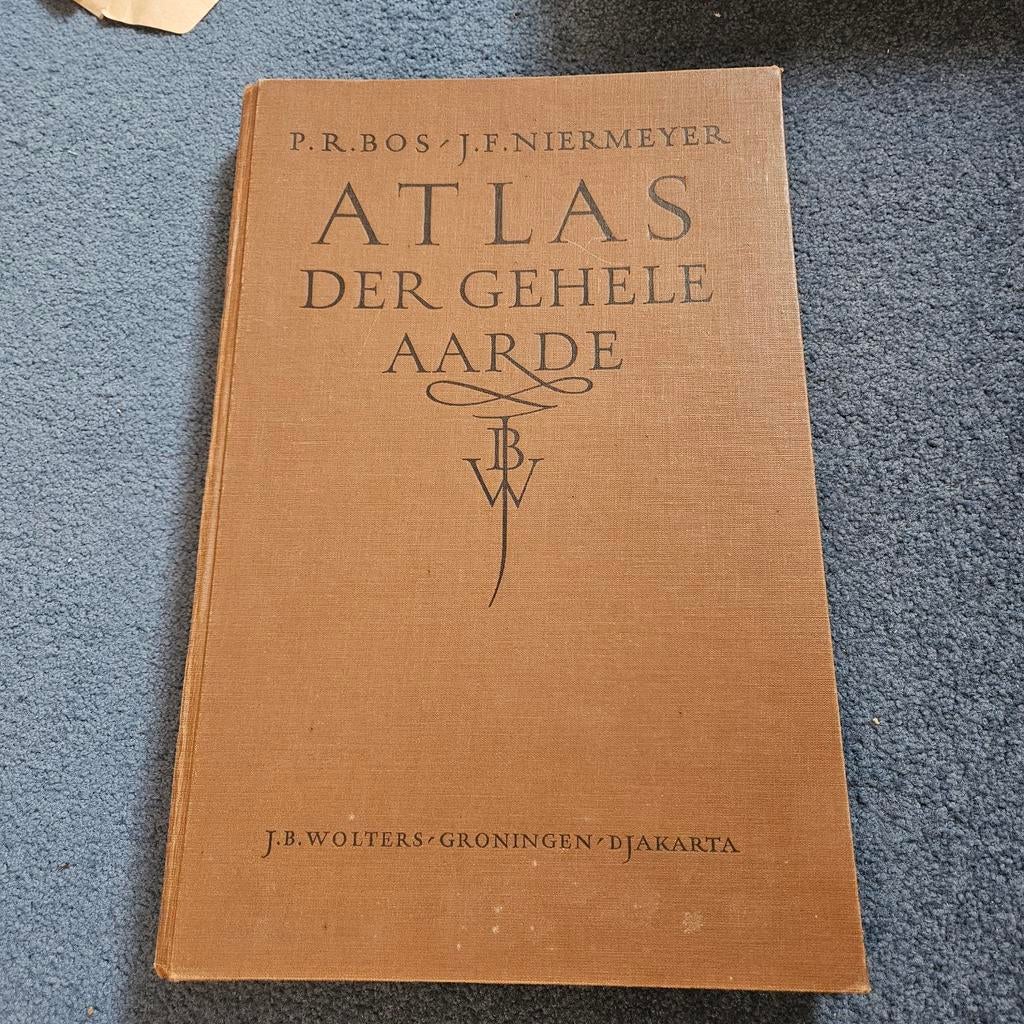 P.R.BOS / J.F.NIERMEYER
ATLAS
DER GEHELE
AARDE
JBW
J.B.WOLTERS / GRONINGEN / DJAKARTA